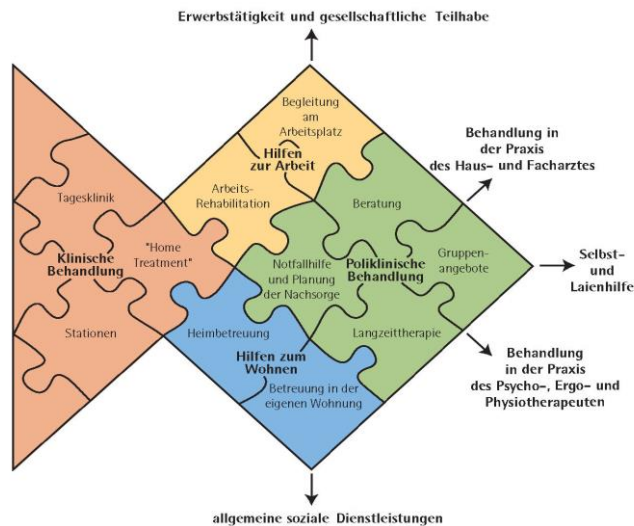 Erwerbstätigkeit und gesellschaftliche Teilhabe
Begleitung
am
Arbeitsplatz
Hilfen
zur Arbeit
Arbeits-
Rehabilitation
Behandlung in
der Praxis
des Haus- und Facharztes
Tagesklinik
Beratung
Klinische
Behandlung
"Home
Treatment"
Notfallhilfe
und Planung
der Nachsorge
Poliklinische
Behandlung
Gruppen-
angebote
Selbst-
und
Laienhilfe
Stationen
Heimbetreuung
Langzeittherapie
Hilfen zum
Wohnen
Betreuung in der
eigenen Wohnung
Behandlung
in der Praxis
des Psycho-, Ergo- und
Physiotherapeuten
allgemeine soziale Dienstleistungen